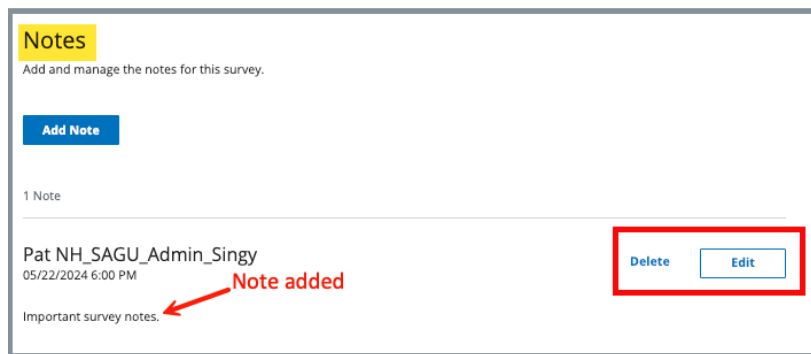 Notes
Add and manage the notes for this survey.
Add Note
1 Note
Pat NH_SAGU_Admin_Singy
05/22/2024 6:00 PM
Delete
Edit
Note added
Important survey notes.